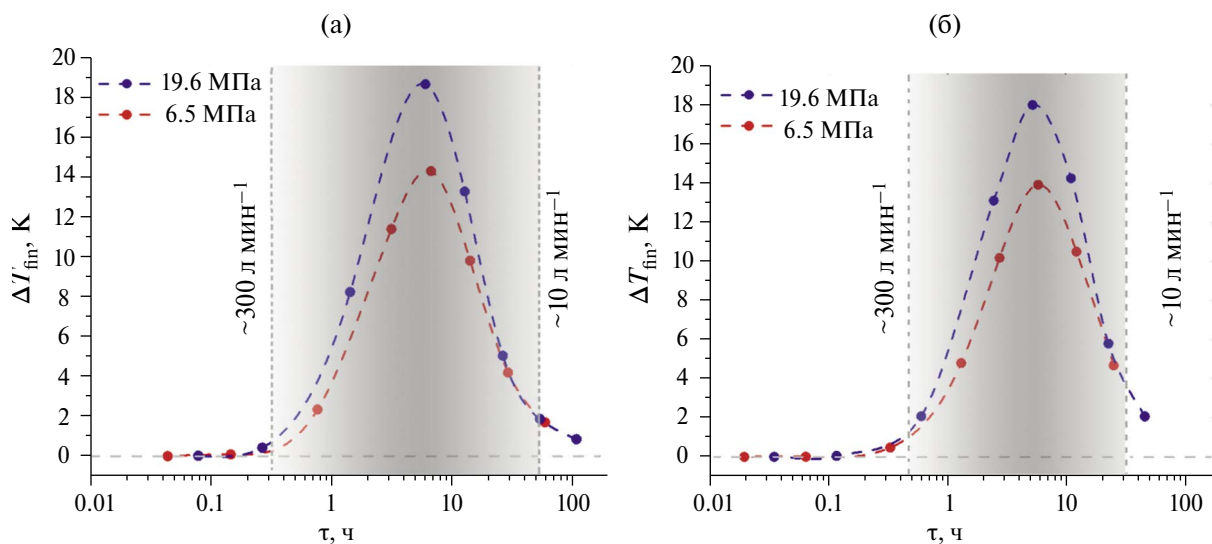 (а)
20
18
16
14
12
10
8
6
4
2
0
ΔT_fin, К
19.6 МПа
6.5 МПа
~300 л мин⁻¹
~10 л мин⁻¹
0.01 0.1 1 10 100
τ, ч
(б)
20
18
16
14
12
10
8
6
4
2
0
ΔT_fin, К
19.6 МПа
6.5 МПа
~300 л мин⁻¹
~10 л мин⁻¹
0.01 0.1 1 10 100
τ, ч